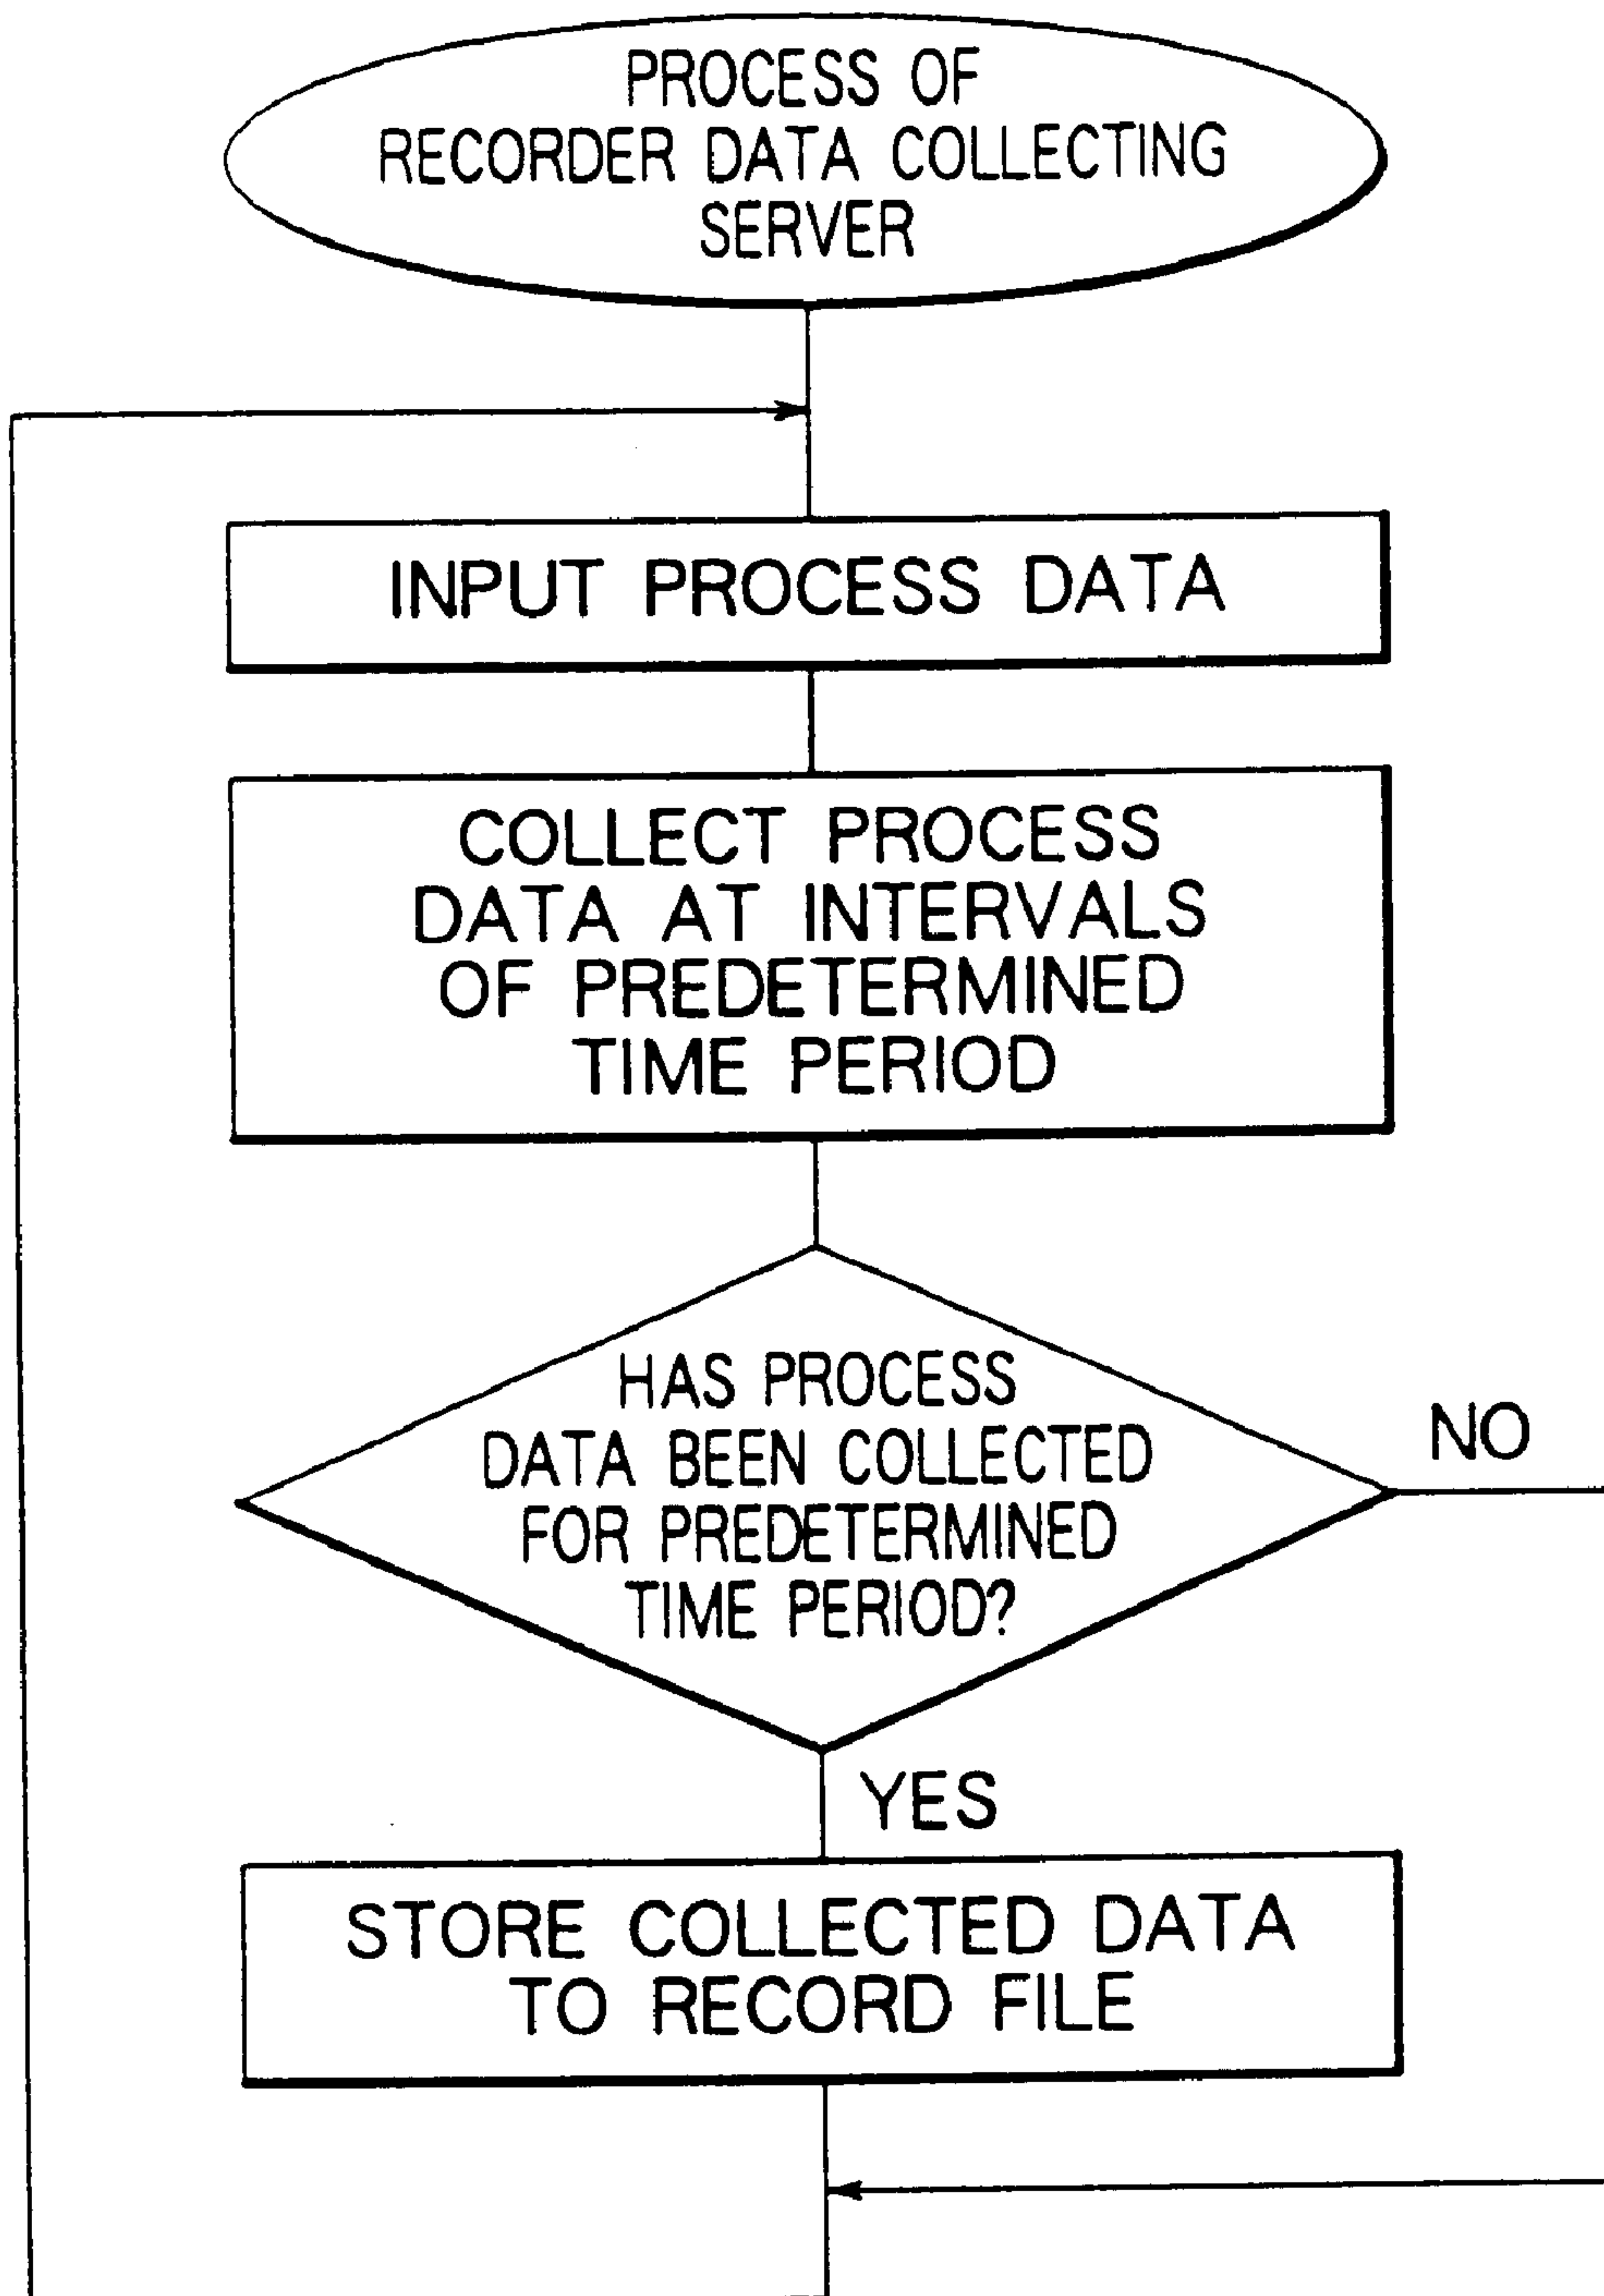 PROCESS OF
RECORDER DATA COLLECTING
SERVER
INPUT PROCESS DATA
COLLECT PROCESS
DATA AT INTERVALS
OF PREDETERMINED
TIME PERIOD
HAS PROCESS
DATA BEEN COLLECTED
FOR PREDETERMINED
TIME PERIOD?
NO
YES
STORE COLLECTED DATA
TO RECORD FILE